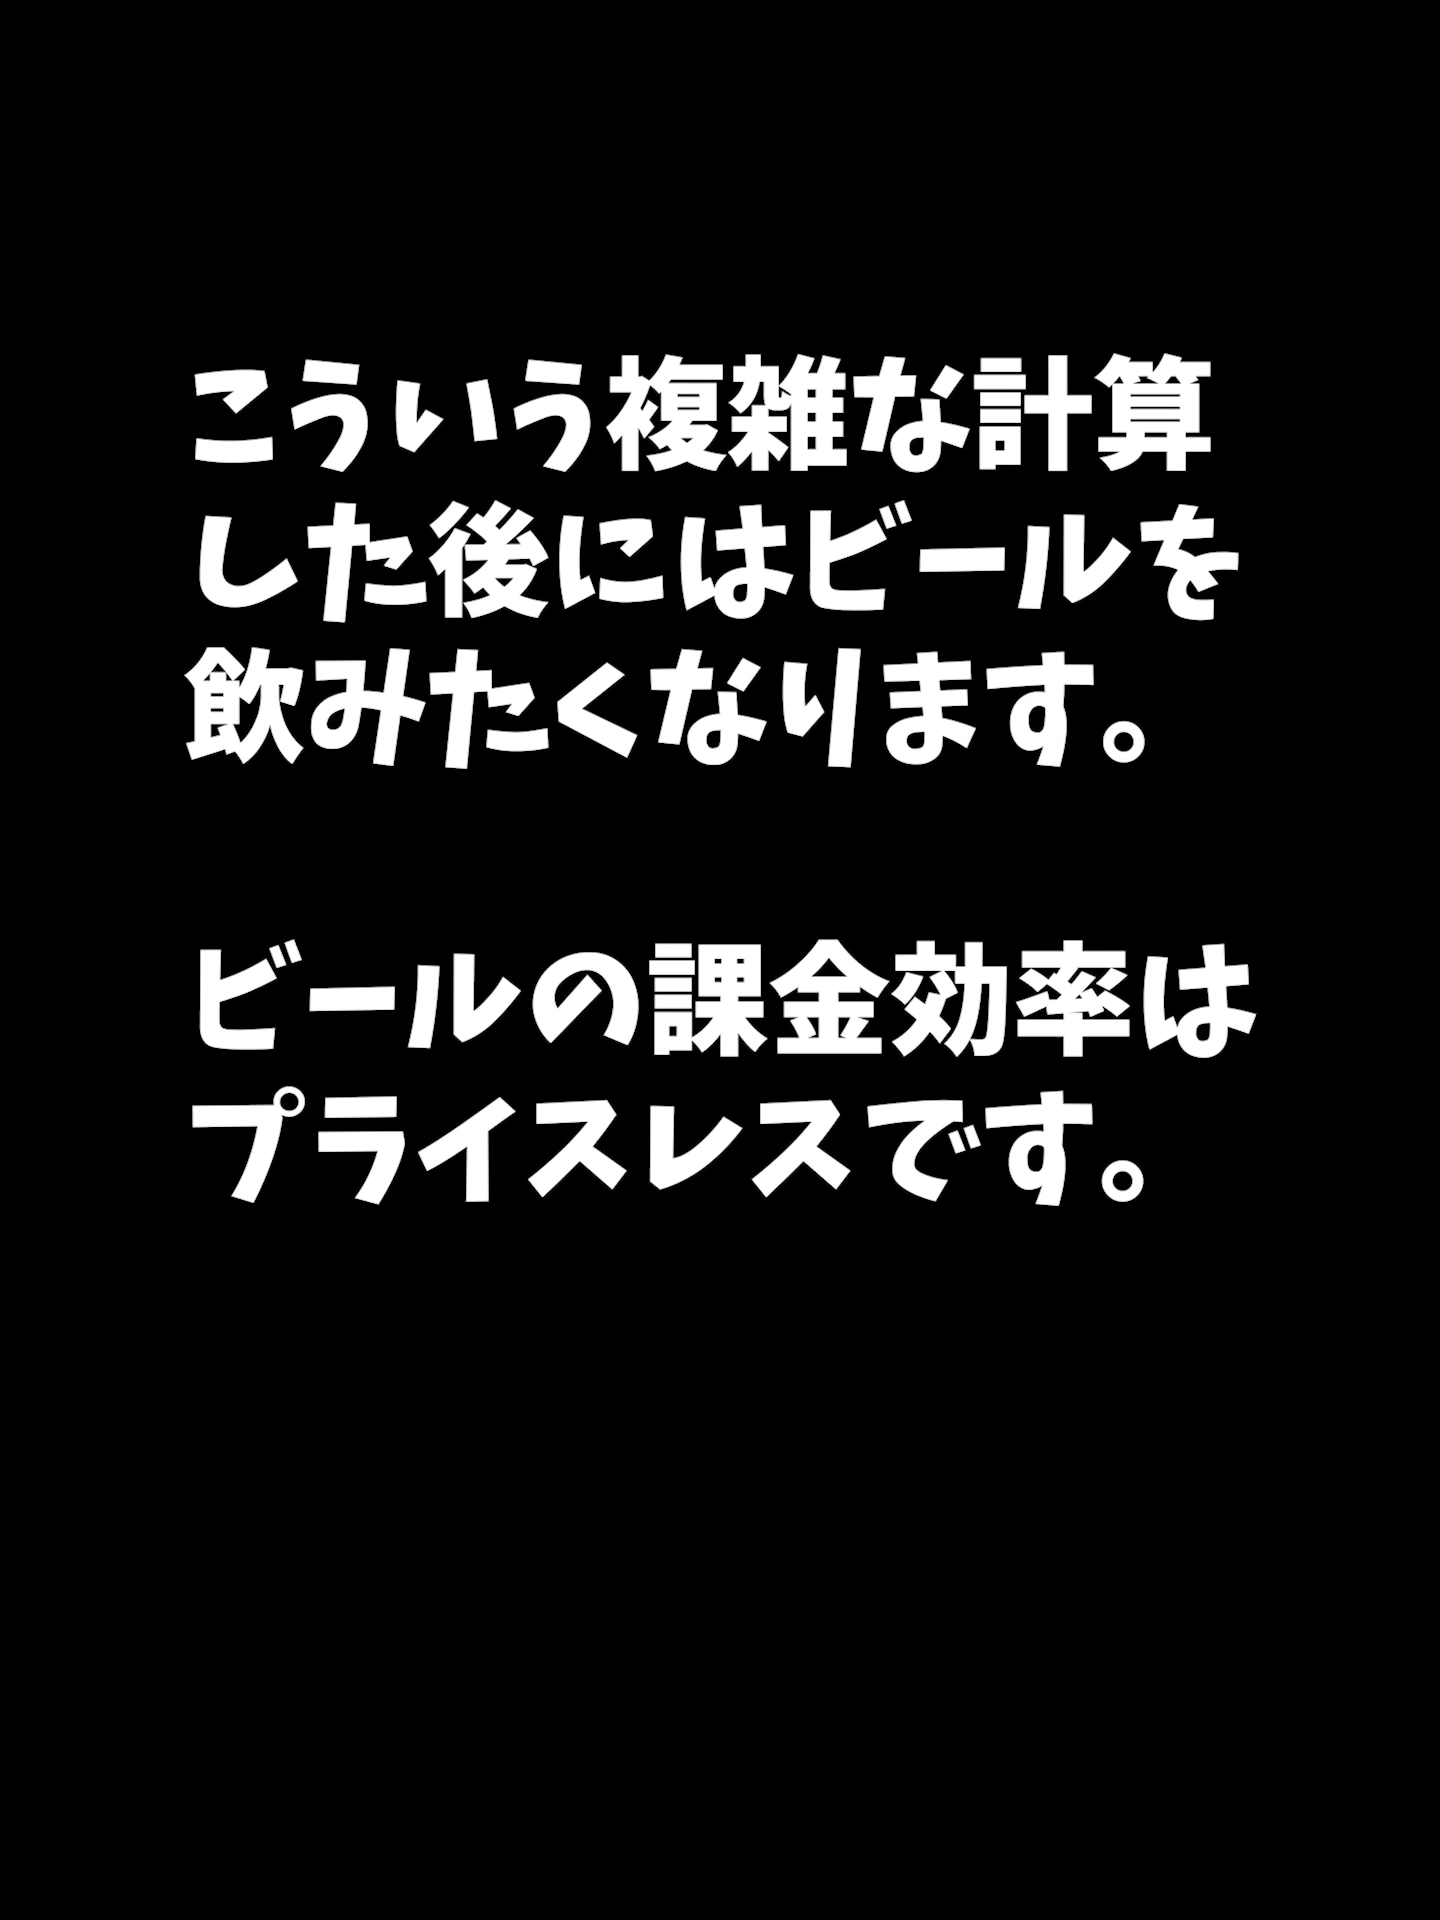 こういう複雑な計算
した後にはビールを
飲みたくなります。
ビールの課金効率は
プライスレスです。